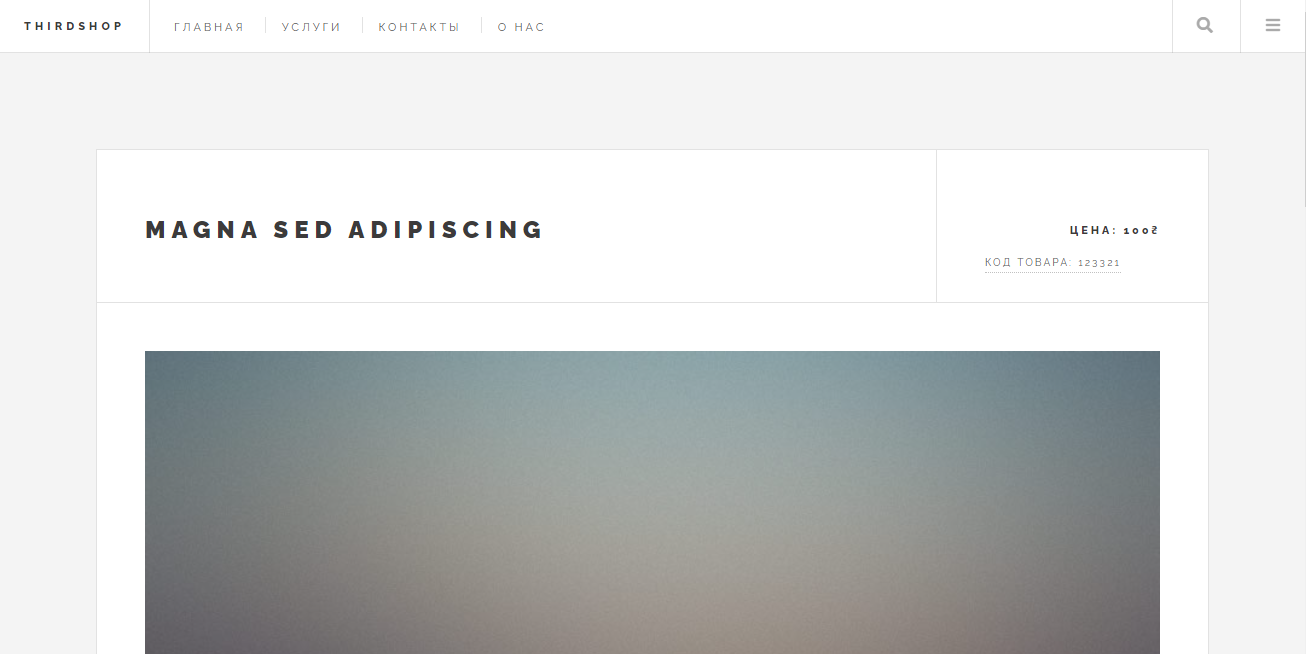 THIRDSHOP
ГЛАВНАЯ
УСЛУГИ
КОНТАКТЫ
О НАС
MAGNA SED ADIPISCING
ЦЕНА: 100₴
КОД ТОВАРА: 123321